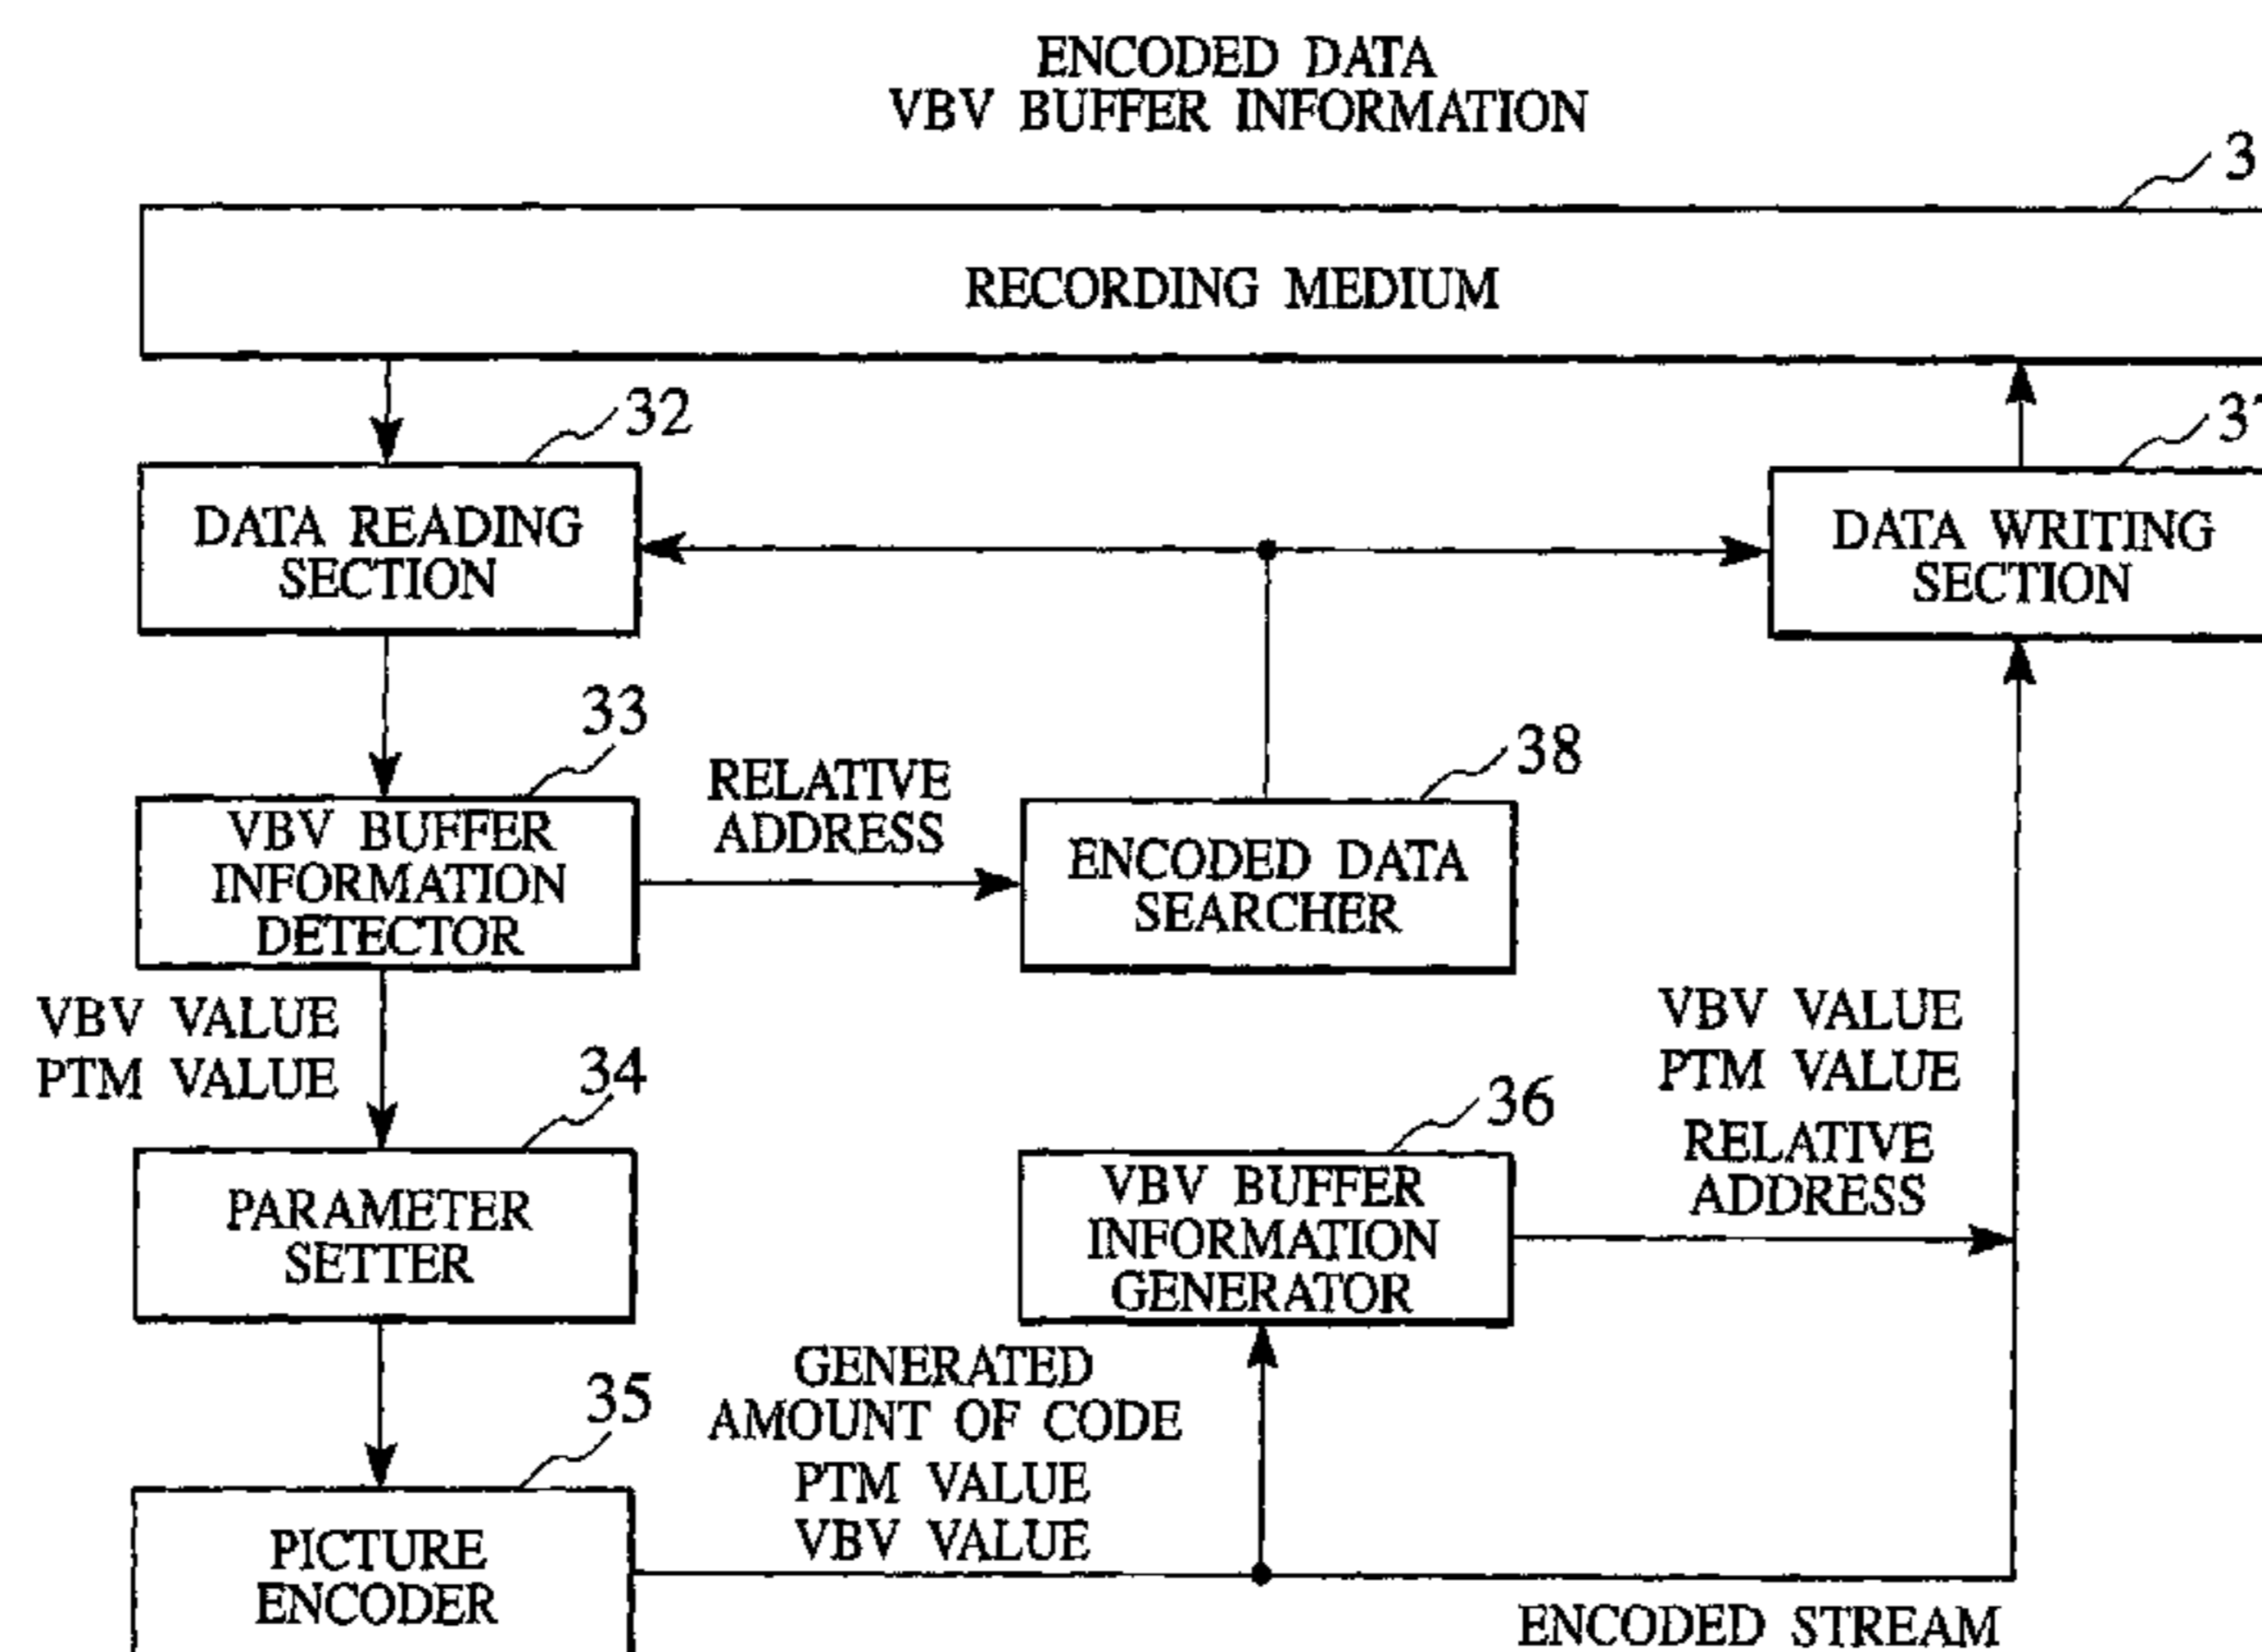 ENCODED DATA
VBV BUFFER INFORMATION
3
RECORDING MEDIUM
32
37
DATA READING
SECTION
DATA WRITING
SECTION
33
38
RELATIVE
ADDRESS
VBV BUFFER
INFORMATION
DETECTOR
ENCODED DATA
SEARCHER
VBV VALUE
PTM VALUE
VBV VALUE
PTM VALUE
RELATIVE
ADDRESS
34
36
PARAMETER
SETTER
VBV BUFFER
INFORMATION
GENERATOR
35
GENERATED
AMOUNT OF CODE
PTM VALUE
VBV VALUE
PICTURE
ENCODER
ENCODED STREAM